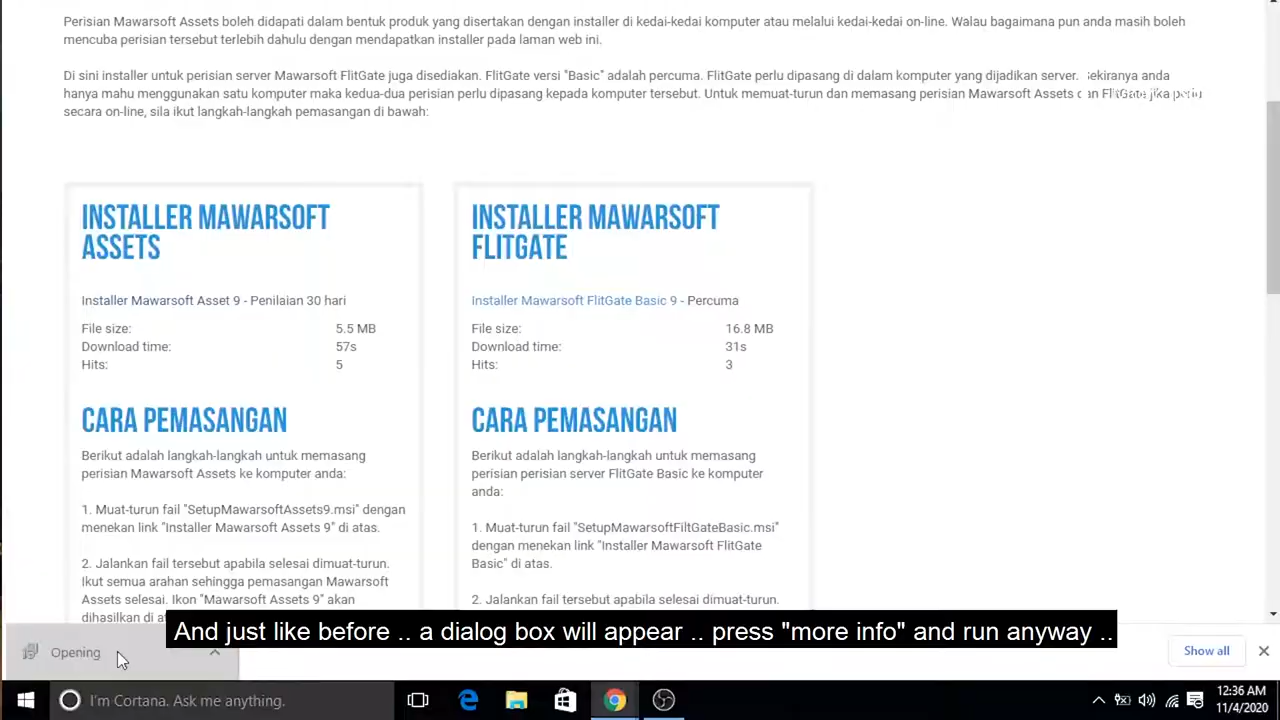 Perisian Mawarsoft Assets boleh didapati dalam bentuk produk yang disertakan dengan installer di kedai-kedai komputer atau melalui kedai-kedai on-line. Walau bagaimana pun anda masih boleh
mencuba perisian tersebut terlebih dahulu dengan mendapatkan installer pada laman web ini.
Di sini installer untuk perisian server Mawarsoft FlitGate juga disediakan. FlitGate versi "Basic" adalah percuma. FlitGate perlu dipasang di dalam komputer yang dijadikan server. Sekiranya anda
hanya mahu menggunakan satu komputer maka kedua-dua perisian perlu dipasang kepada komputer tersebut. Untuk memuat-turun dan memasang perisian Mawarsoft Assets dan
secara on-line, sila ikut langkah-langkah pemasangan di bawah:
INSTALLER MAWARSOFT
ASSETS
Installer Mawarsoft Asset 9 - Penilaian 30 hari
File size: 5.5 MB
Download time: 57s
Hits: 5
CARA PEMASANGAN
Berikut adalah langkah-langkah untuk memasang
perisian Mawarsoft Assets ke komputer anda:
1. Muat-turun fail "SetupMawarsoftAssets9.msi" dengan
menekan link "Installer Mawarsoft Assets 9" di atas.
2. Jalankan fail tersebut apabila selesai dimuat-turun.
Ikut semua arahan sehingga pemasangan Mawarsoft
Assets selesai. Ikon "Mawarsoft Assets 9" akan
dihasilkan di
INSTALLER MAWARSOFT
FLITGATE
Installer Mawarsoft FlitGate Basic 9 - Percuma
File size: 16.8 MB
Download time: 31s
Hits: 3
CARA PEMASANGAN
Berikut adalah langkah-langkah untuk memasang
perisian perisian server FlitGate Basic ke komputer
anda:
1. Muat-turun fail "SetupMawarsoftFiltGateBasic.msi"
dengan menekan link "Installer Mawarsoft FlitGate
Basic" di atas.
2. Jalankan fail tersebut apabila selesai dimuat-turun.
And just like before .. a dialog box will appear .. press "more info" and run anyway ..
Opening
Show all
I'm Cortana. Ask me anything.
12:36 AM
11/4/2020